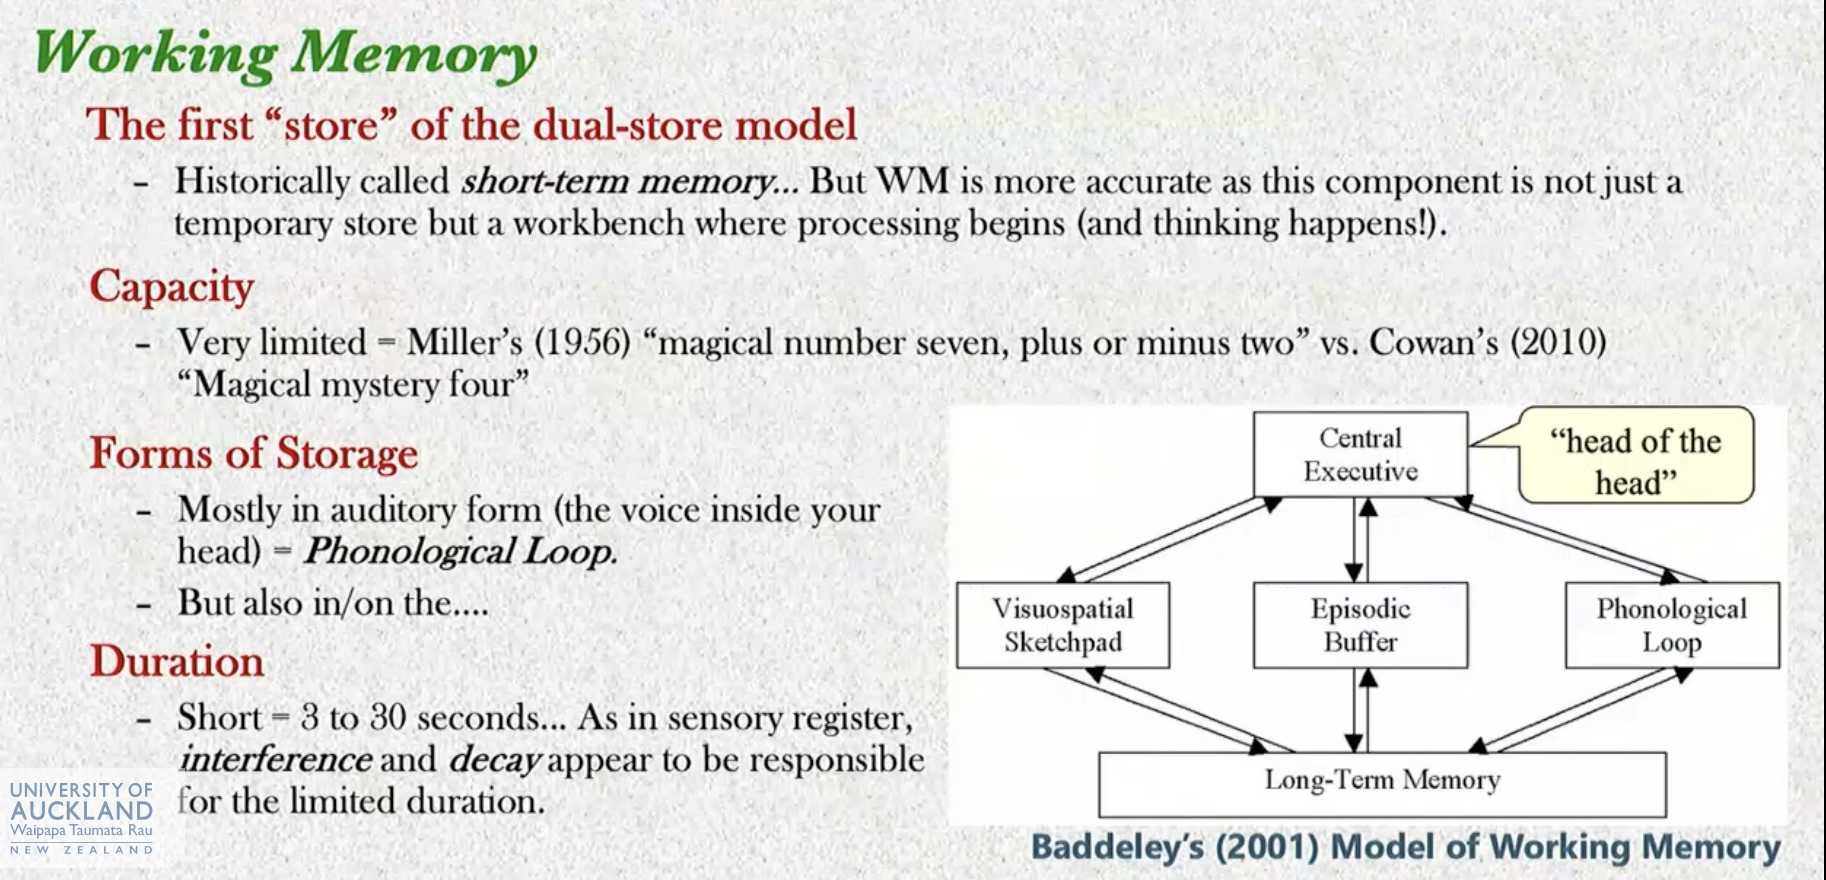 Working Memory
The first “store” of the dual-store model
– Historically called short-term memory... But WM is more accurate as this component is not just a
temporary store but a workbench where processing begins (and thinking happens!).
Capacity
– Very limited = Miller’s (1956) “magical number seven, plus or minus two” vs. Cowan’s (2010)
“Magical mystery four”
Forms of Storage
– Mostly in auditory form (the voice inside your
head) = Phonological Loop.
– But also in/on the....
Duration
– Short = 3 to 30 seconds... As in sensory register,
interference and decay appear to be responsible
for the limited duration.
Central
Executive
“head of the
head”
Visuospatial
Sketchpad
Episodic
Buffer
Phonological
Loop
Long-Term Memory
Baddeley’s (2001) Model of Working Memory
UNIVERSITY OF
AUCKLAND
Waipapa Taumata Rau
NEW ZEALAND